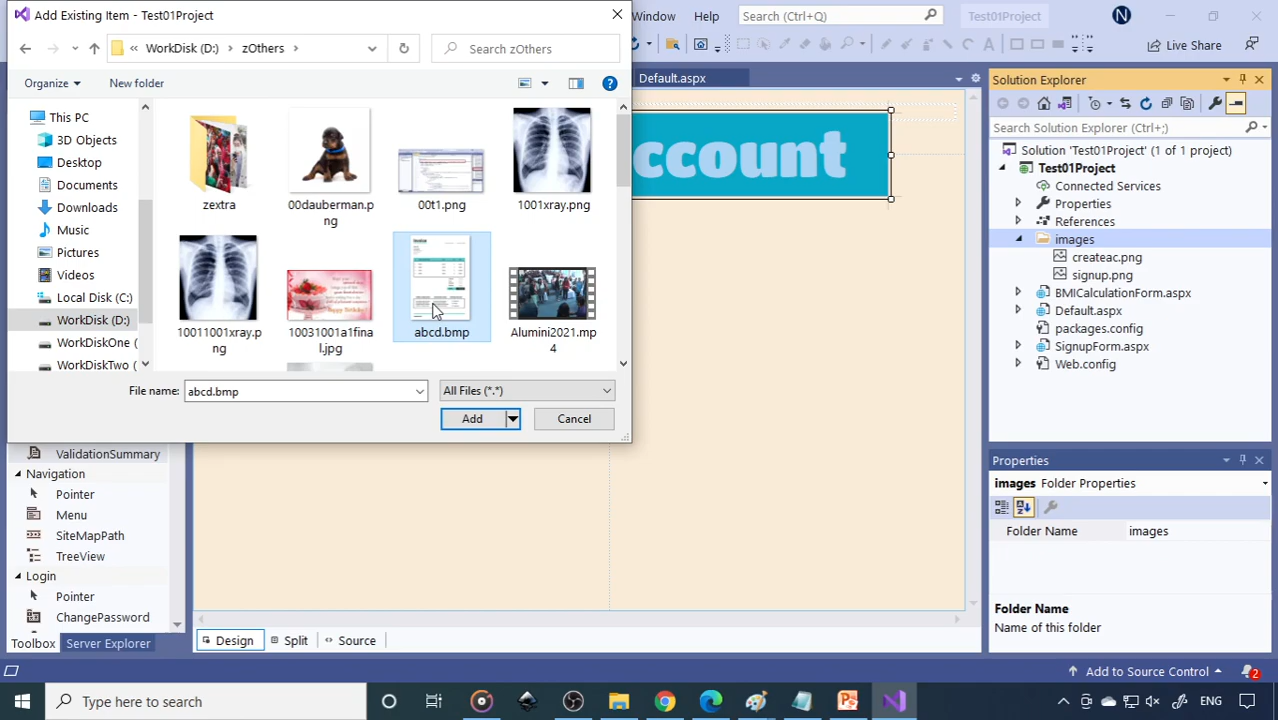 Add Existing Item - Test01Project
Window
Help
Search (Ctrl+Q)
Test01Project
N
WorkDisk (D:)
zOthers
Search zOthers
Live Share
Organize
New folder
Default.aspx
Solution Explorer
Search Solution Explorer (Ctrl+;)
This PC
3D Objects
Desktop
Documents
Downloads
Music
Pictures
Videos
Local Disk (C:)
WorkDisk (D:)
WorkDiskOne (
WorkDiskTwo (
zextra
00dauberman.p
ng
00t1.png
1001xray.png
10011001xray.p
ng
10031001a1fina
l.jpg
abcd.bmp
Alumini2021.mp
4
ccount
Solution 'Test01Project' (1 of 1 project)
Test01Project
Connected Services
Properties
References
images
createac.png
signup.png
BMICalculationForm.aspx
Default.aspx
packages.config
SignupForm.aspx
Web.config
File name:
abcd.bmp
All Files (*.*)
Add
Cancel
ValidationSummary
Navigation
Pointer
Menu
SiteMapPath
TreeView
Login
Pointer
ChangePassword
Toolbox
Server Explorer
Design
Split
Source
Properties
images Folder Properties
Folder Name
images
Folder Name
Name of this folder
Add to Source Control
2
Type here to search
ENG